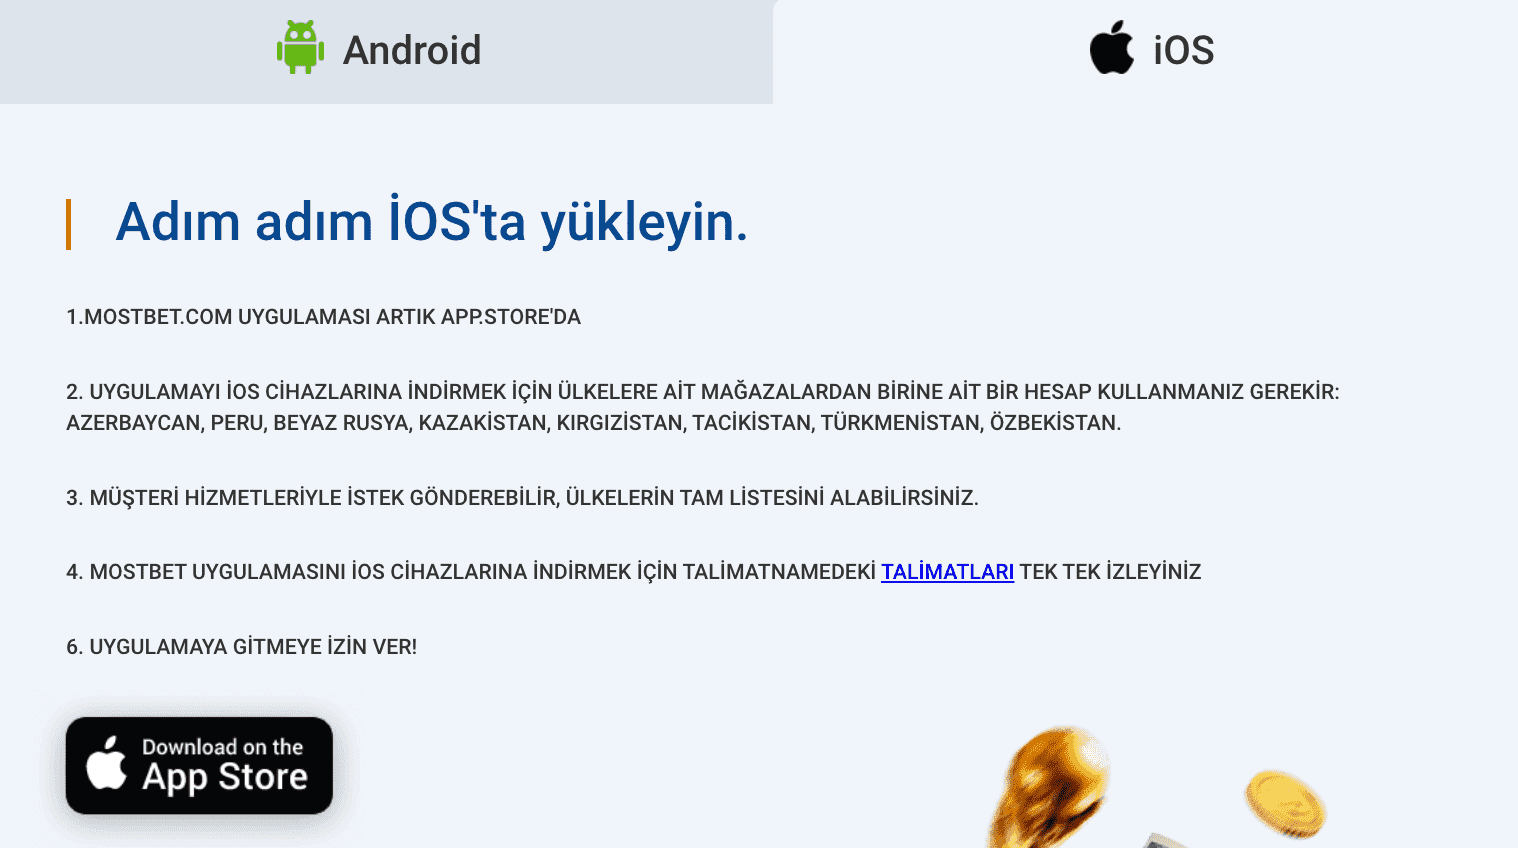 Android
iOS
Adım adım İOS'ta yükleyin.
1.MOSTBET.COM UYGULAMASI ARTIK APP.STORE'DA
2. UYGULAMAYI İOS CİHAZLARINA İNDİRMEK İÇİN ÜLKELERE AİT MAĞAZALARDAN BİRİNE AİT BİR HESAP KULLANMANIZ GEREKİR:
AZERBAYCAN, PERU, BEYAZ RUSYA, KAZAKİSTAN, KIRGIZİSTAN, TACİKİSTAN, TÜRKMENİSTAN, ÖZBEKİSTAN.
3. MÜŞTERİ HİZMETLERİYLE İSTEK GÖNDEREBİLİR, ÜLKELERİN TAM LİSTESİNİ ALABİLİRSİNİZ.
4. MOSTBET UYGULAMASINI İOS CİHAZLARINA İNDİRMEK İÇİN TALİMATNAMEDEKİ TALİMATLARI TEK TEK İZLEYİNİZ
6. UYGULAMAYA GİTMEYE İZİN VER!
Download on the
App Store